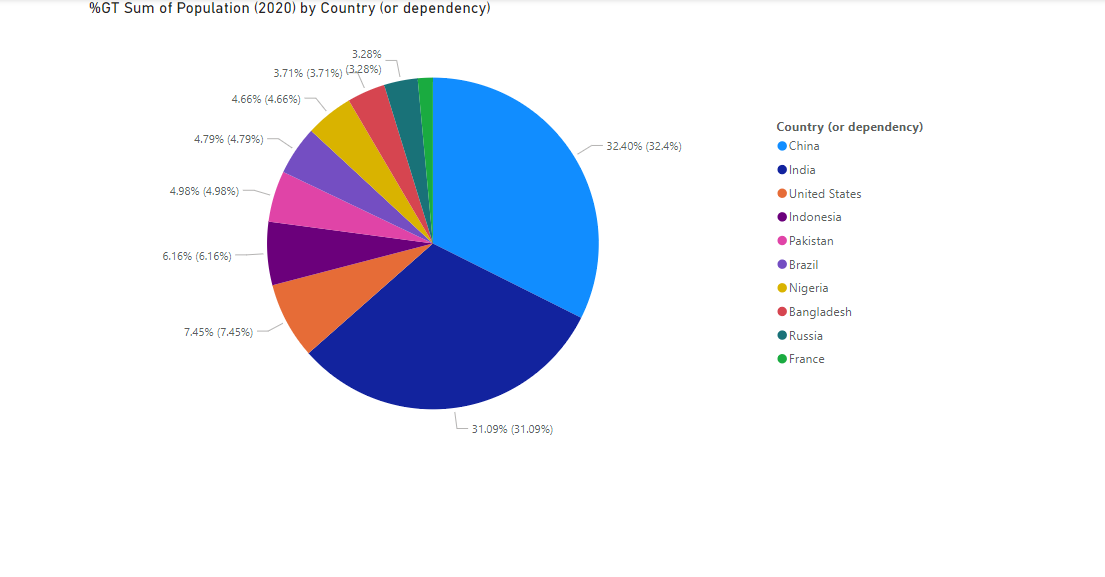 %GT Sum of Population (2020) by Country (or dependency)
3.28%
(3.28%)
3.71% (3.71%)
4.66% (4.66%)
4.79% (4.79%)
4.98% (4.98%)
6.16% (6.16%)
7.45% (7.45%)
32.40% (32.4%)
31.09% (31.09%)
Country (or dependency)
China
India
United States
Indonesia
Pakistan
Brazil
Nigeria
Bangladesh
Russia
France